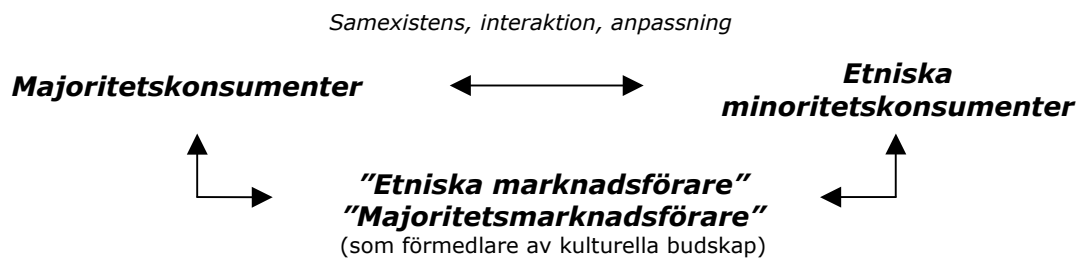 Samexistens, interaktion, anpassning
Majoritetskonsumenter
Etniska
minoritetskonsumenter
”Etniska marknadsförare”
”Majoritetsmarknadsförare”
(som förmedlare av kulturella budskap)